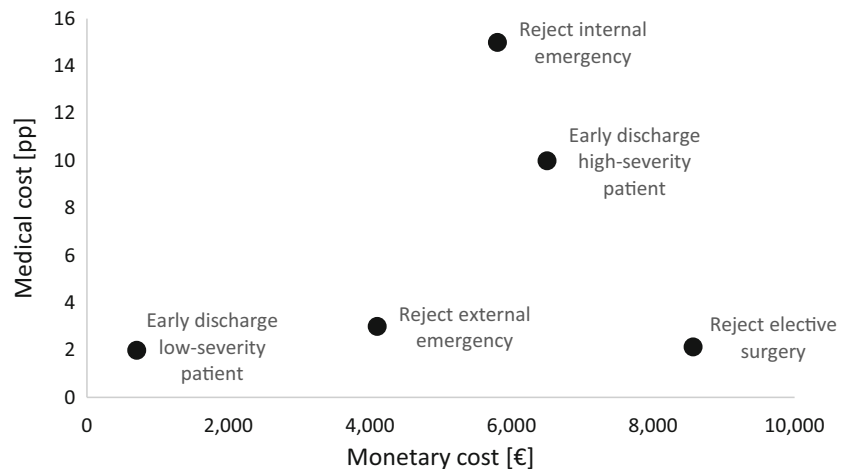 16
14
12
10
8
6
4
2
0
Medical cost [pp]
Reject internal
emergency
Early discharge
high-severity
patient
Early discharge
low-severity
patient
Reject external
emergency
Reject elective
surgery
0
2,000
4,000
6,000
8,000
10,000
Monetary cost [€]